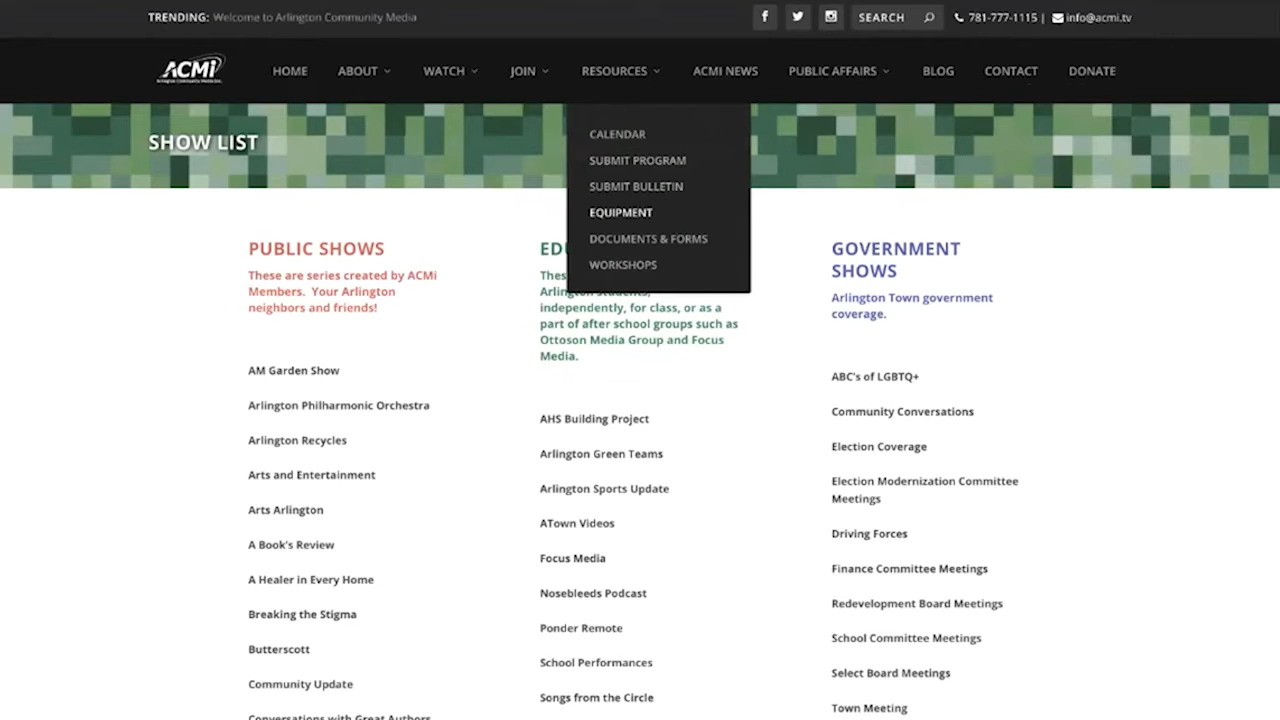 TRENDING: Welcome to Arlington Community Media
SEARCH
781-777-1115 | info@acmi.tv
ACMi
HOME ABOUT WATCH JOIN RESOURCES ACMI NEWS PUBLIC AFFAIRS BLOG CONTACT DONATE
CALENDAR
SUBMIT PROGRAM
SUBMIT BULLETIN
EQUIPMENT
DOCUMENTS & FORMS
WORKSHOPS
SHOW LIST
PUBLIC SHOWS
These are series created by ACMi
Members. Your Arlington
neighbors and friends!
AM Garden Show
Arlington Philharmonic Orchestra
Arlington Recycles
Arts and Entertainment
Arts Arlington
A Book's Review
A Healer in Every Home
Breaking the Stigma
Butterscott
Community Update
Conversations with Great Authors
independently, for class, or as a
part of after school groups such as
Ottoson Media Group and Focus
Media.
AHS Building Project
Arlington Green Teams
Arlington Sports Update
ATown Videos
Focus Media
Nosebleeds Podcast
Ponder Remote
School Performances
Songs from the Circle
GOVERNMENT
SHOWS
Arlington Town government
coverage.
ABC's of LGBTQ+
Community Conversations
Election Coverage
Election Modernization Committee
Meetings
Driving Forces
Finance Committee Meetings
Redevelopment Board Meetings
School Committee Meetings
Select Board Meetings
Town Meeting